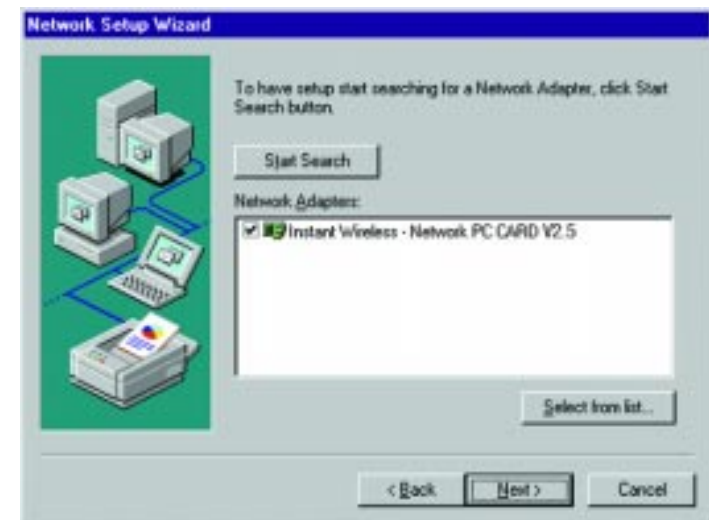 Network Setup Wizard
To have setup start searching for a Network Adapter, click Start
Search button.
Start Search
Network Adapters:
Instant Wireless - Network PC CARD V2.5
Select from list...
< Back
Next >
Cancel